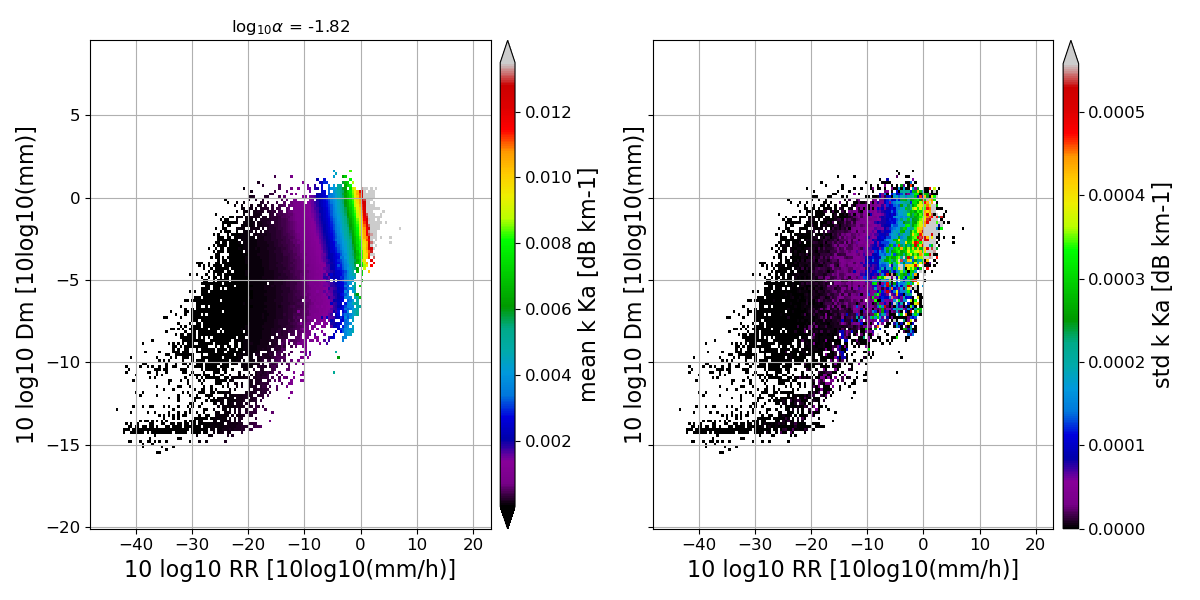 log₁₀α = -1.82
10 log10 Dm [10log10(mm)]
5
0
−5
−10
−15
−20
−40 −30 −20 −10 0 10 20
10 log10 RR [10log10(mm/h)]
0.012
0.010
0.008
0.006
0.004
0.002
mean k Ka [dB km-1]
10 log10 Dm [10log10(mm)]
−40 −30 −20 −10 0 10 20
10 log10 RR [10log10(mm/h)]
0.0005
0.0004
0.0003
0.0002
0.0001
0.0000
std k Ka [dB km-1]